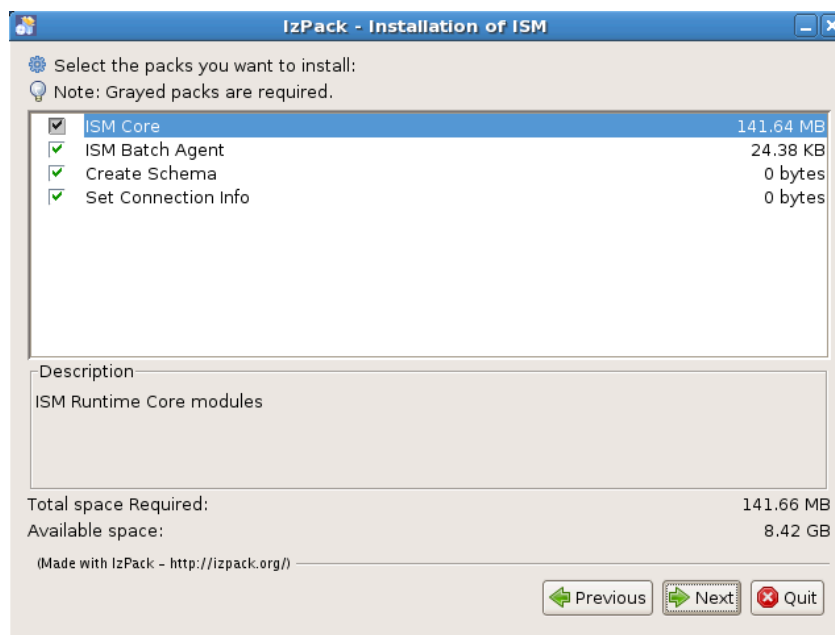 IzPack - Installation of ISM
Select the packs you want to install:
Note: Grayed packs are required.
ISM Core 141.64 MB
ISM Batch Agent 24.38 KB
Create Schema 0 bytes
Set Connection Info 0 bytes
Description
ISM Runtime Core modules
Total space Required: 141.66 MB
Available space: 8.42 GB
(Made with IzPack - http://izpack.org/)
Previous Next Quit